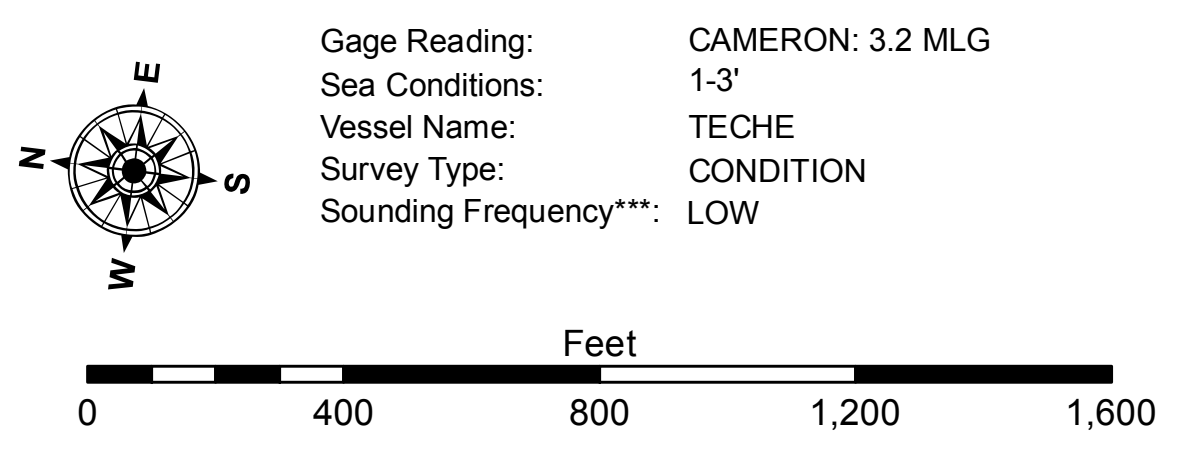 E
N
S
W
Gage Reading: CAMERON: 3.2 MLG
Sea Conditions: 1-3'
Vessel Name: TECHE
Survey Type: CONDITION
Sounding Frequency***: LOW
Feet
0 400 800 1,200 1,600